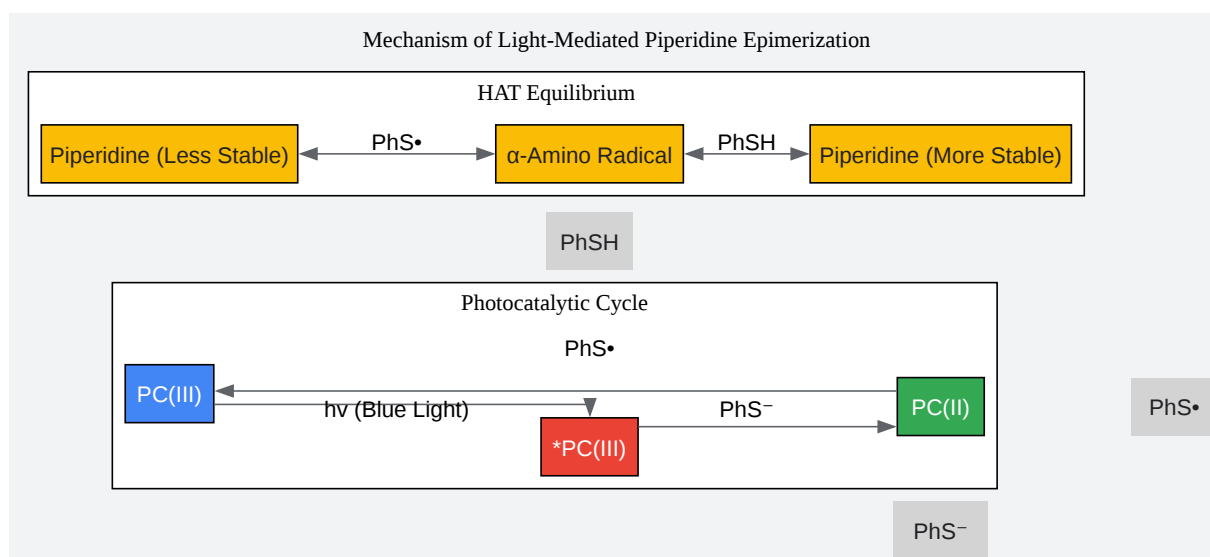 Mechanism of Light-Mediated Piperidine Epimerization
HAT Equilibrium
Piperidine (Less Stable)
PhS•
α-Amino Radical
PhSH
Piperidine (More Stable)
PhSH
Photocatalytic Cycle
PhS•
PC(III)
hν (Blue Light)
*PC(III)
PhS⁻
PC(II)
PhS•
PhS⁻